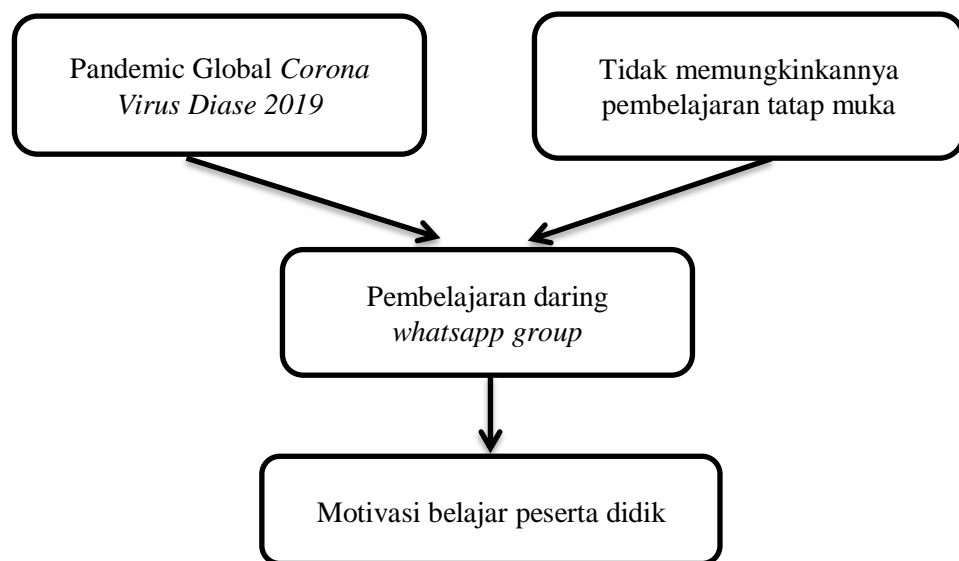 Pandemic Global Corona
Virus Diase 2019
Tidak memungkinkannya
pembelajaran tatap muka
Pembelajaran daring
whatsapp group
Motivasi belajar peserta didik